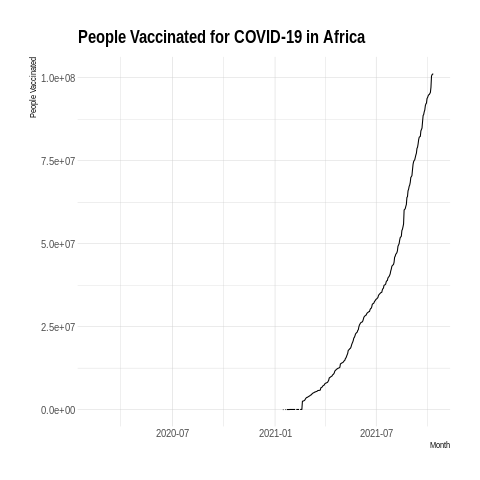 People Vaccinated for COVID-19 in Africa
People Vaccinated
1.0e+08
7.5e+07
5.0e+07
2.5e+07
0.0e+00
2020-07 2021-01 2021-07
Month